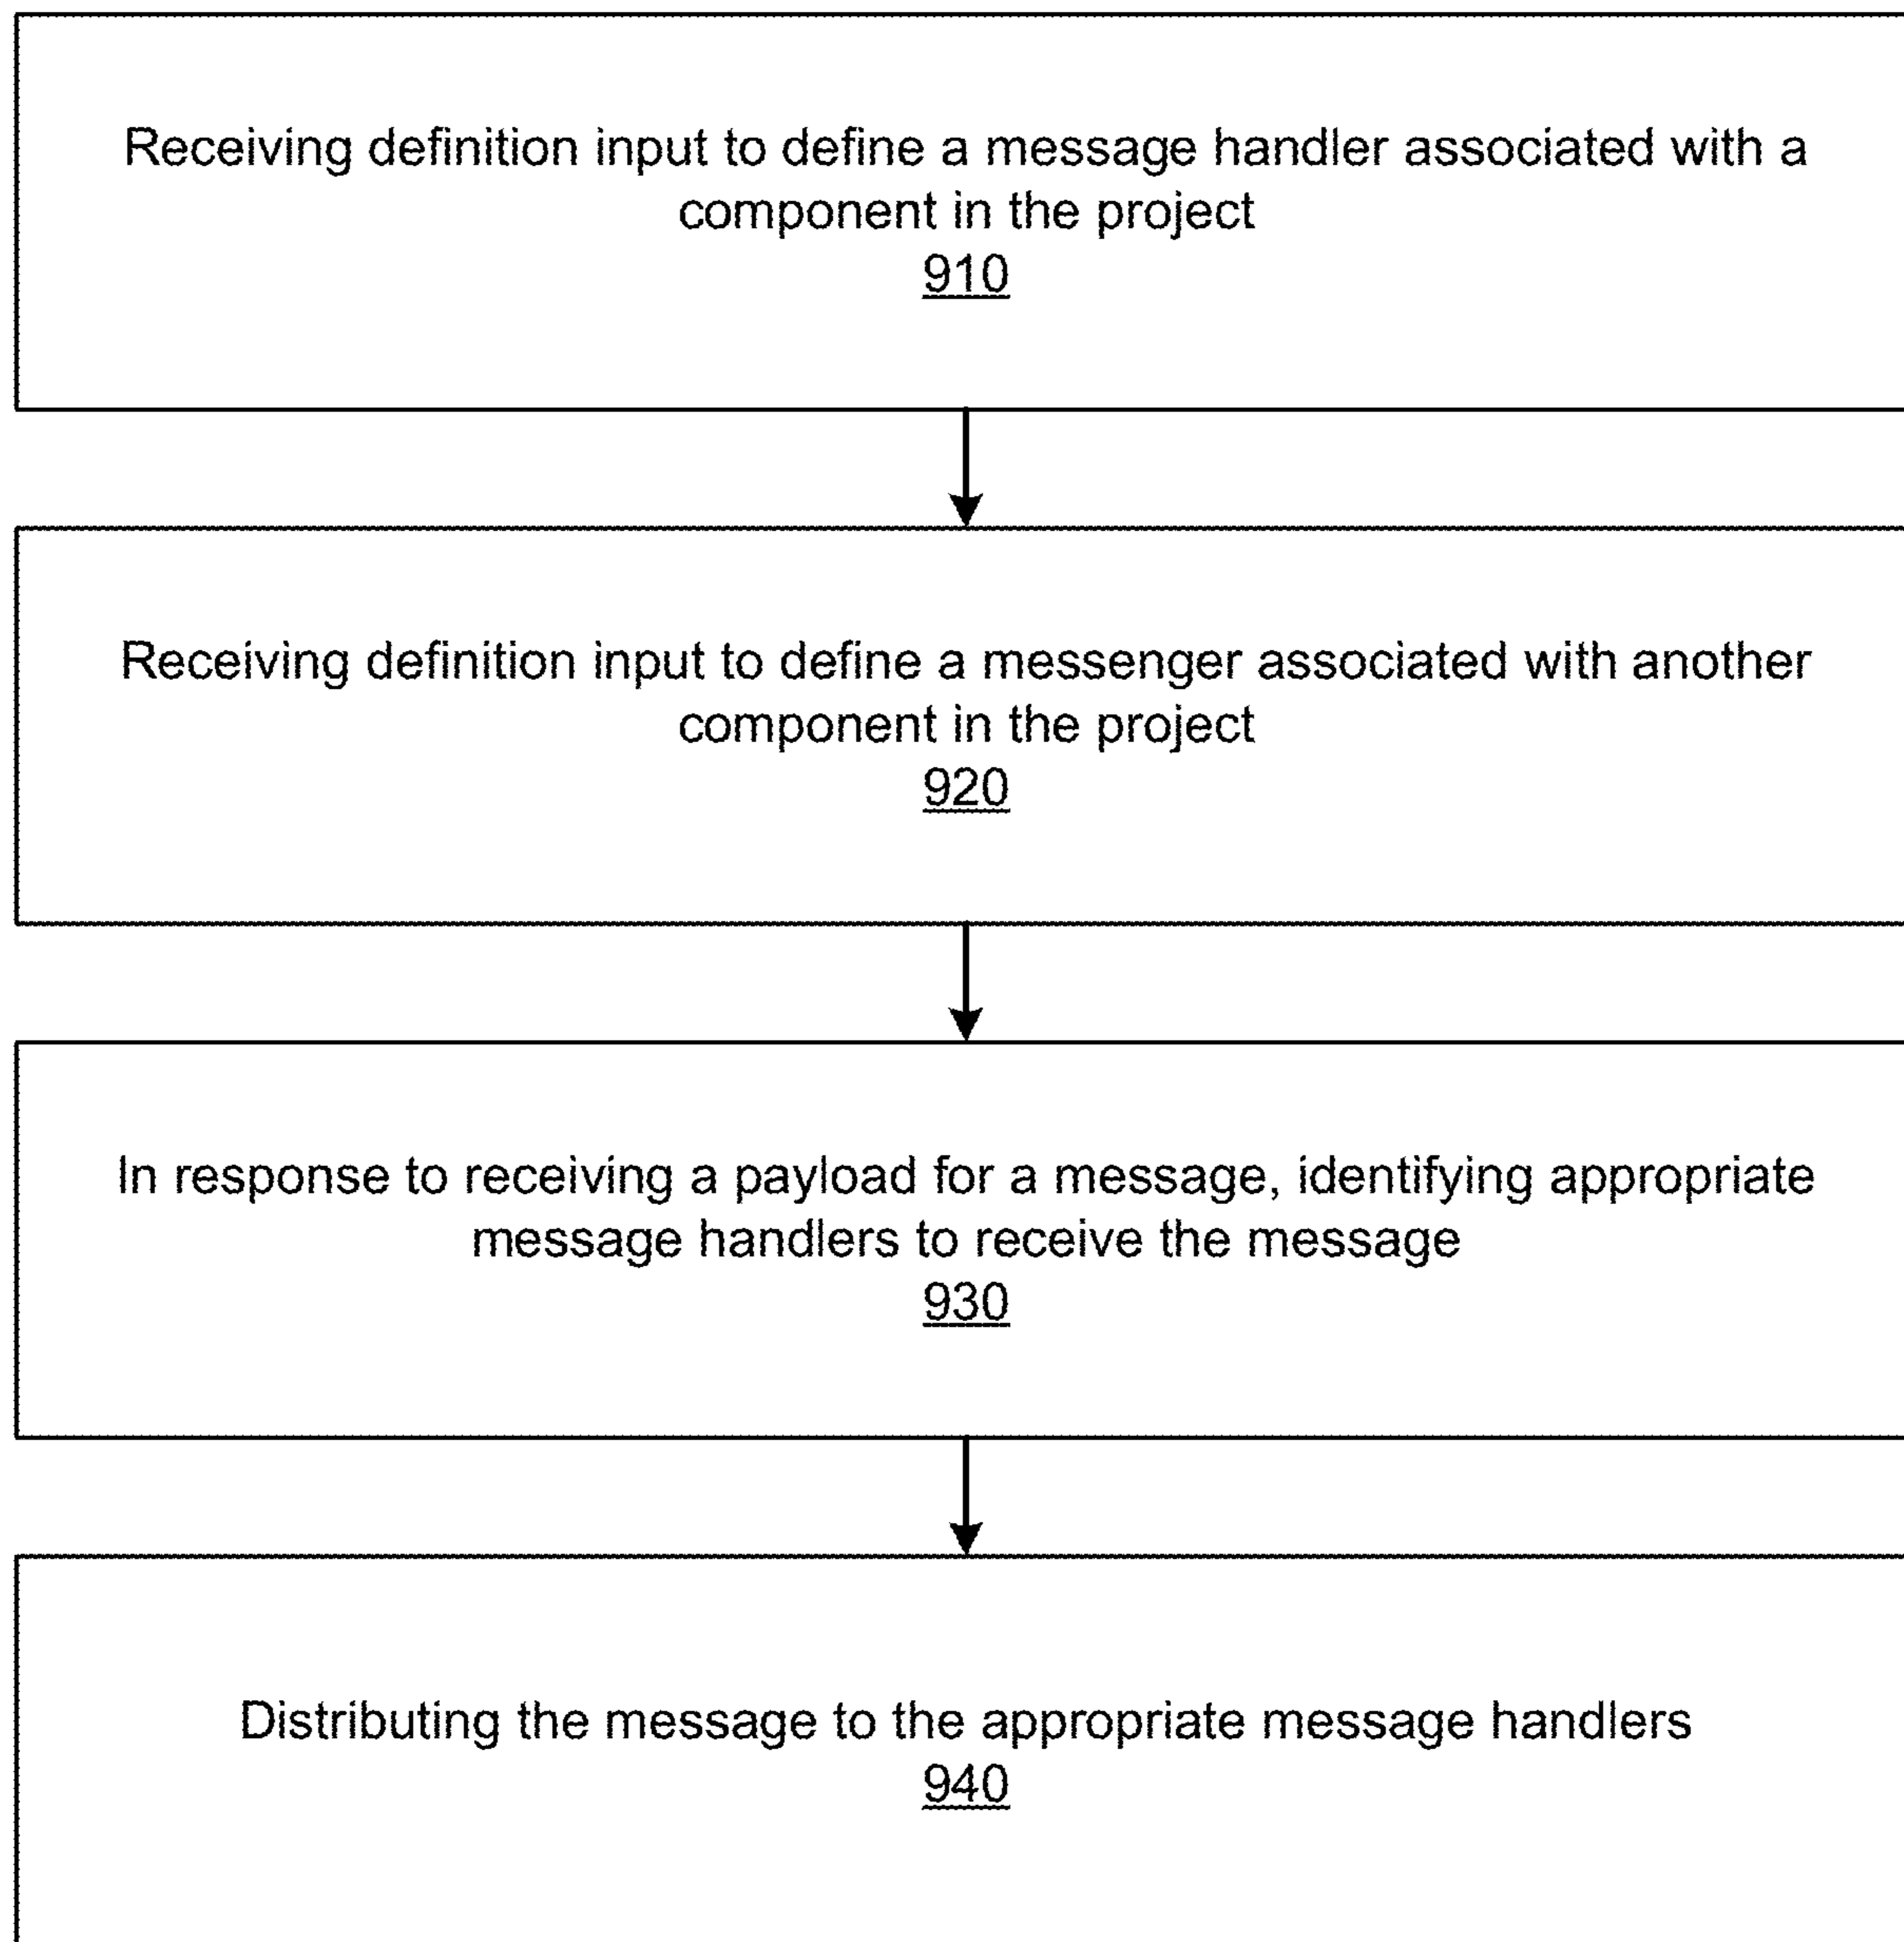 Receiving definition input to define a message handler associated with a
component in the project
910
Receiving definition input to define a messenger associated with another
component in the project
920
In response to receiving a payload for a message, identifying appropriate
message handlers to receive the message
930
Distributing the message to the appropriate message handlers
940